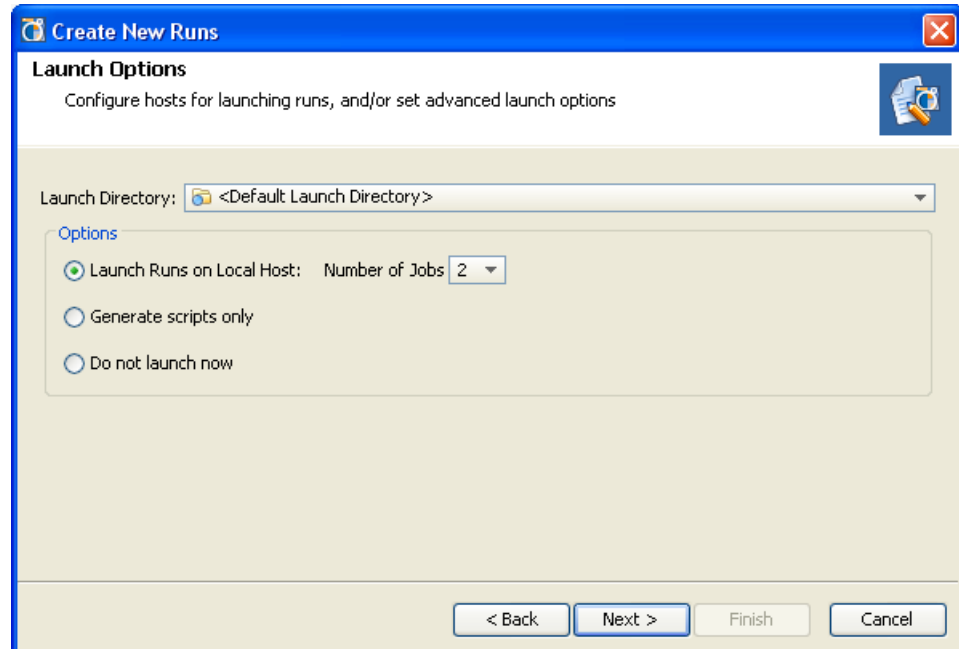 Create New Runs
Launch Options
Configure hosts for launching runs, and/or set advanced launch options
Launch Directory: <Default Launch Directory>
Options
Launch Runs on Local Host: Number of Jobs 2
Generate scripts only
Do not launch now
< Back Next > Finish Cancel